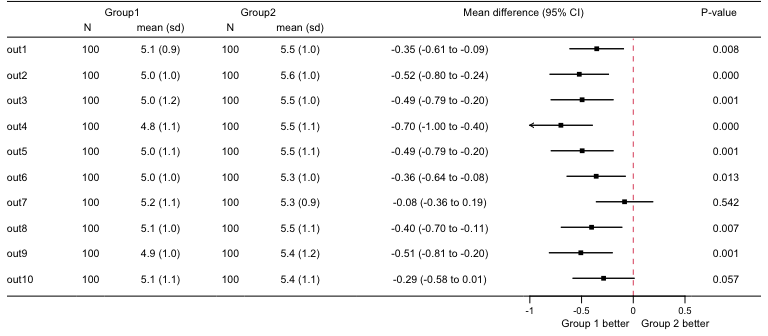 Group1 Group2 Mean difference (95% CI) P-value
N mean (sd) N mean (sd)
out1 100 5.1 (0.9) 100 5.5 (1.0) -0.35 (-0.61 to -0.09) 0.008
out2 100 5.0 (1.0) 100 5.6 (1.0) -0.52 (-0.80 to -0.24) 0.000
out3 100 5.0 (1.2) 100 5.5 (1.0) -0.49 (-0.79 to -0.20) 0.001
out4 100 4.8 (1.1) 100 5.5 (1.1) -0.70 (-1.00 to -0.40) 0.000
out5 100 5.0 (1.1) 100 5.5 (1.1) -0.49 (-0.79 to -0.20) 0.001
out6 100 5.0 (1.0) 100 5.3 (1.0) -0.36 (-0.64 to -0.08) 0.013
out7 100 5.2 (1.1) 100 5.3 (0.9) -0.08 (-0.36 to 0.19) 0.542
out8 100 5.1 (1.0) 100 5.5 (1.1) -0.40 (-0.70 to -0.11) 0.007
out9 100 4.9 (1.0) 100 5.4 (1.2) -0.51 (-0.81 to -0.20) 0.001
out10 100 5.1 (1.1) 100 5.4 (1.1) -0.29 (-0.58 to 0.01) 0.057
-1 -0.5 0 0.5
Group 1 better Group 2 better